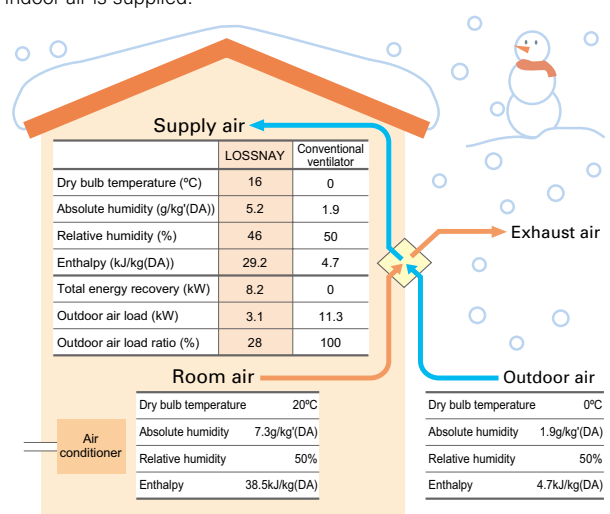 indoor air is supplied.
Supply air
LOSSNAY Conventional ventilator
Dry bulb temperature (ºC) 16 0
Absolute humidity (g/kg'(DA)) 5.2 1.9
Relative humidity (%) 46 50
Enthalpy (kJ/kg(DA)) 29.2 4.7
Total energy recovery (kW) 8.2 0
Outdoor air load (kW) 3.1 11.3
Outdoor air load ratio (%) 28 100
Exhaust air
Room air
Dry bulb temperature 20ºC
Absolute humidity 7.3g/kg'(DA)
Relative humidity 50%
Enthalpy 38.5kJ/kg(DA)
Air
conditioner
Outdoor air
Dry bulb temperature 0ºC
Absolute humidity 1.9g/kg'(DA)
Relative humidity 50%
Enthalpy 4.7kJ/kg(DA)